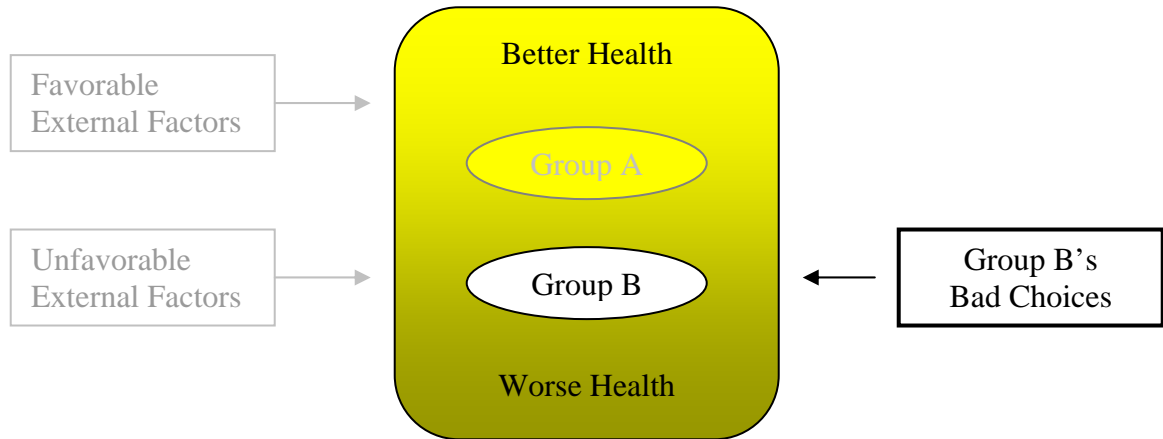 Better Health
Favorable
External Factors
Group A
Unfavorable
External Factors
Group B
Group B’s
Bad Choices
Worse Health